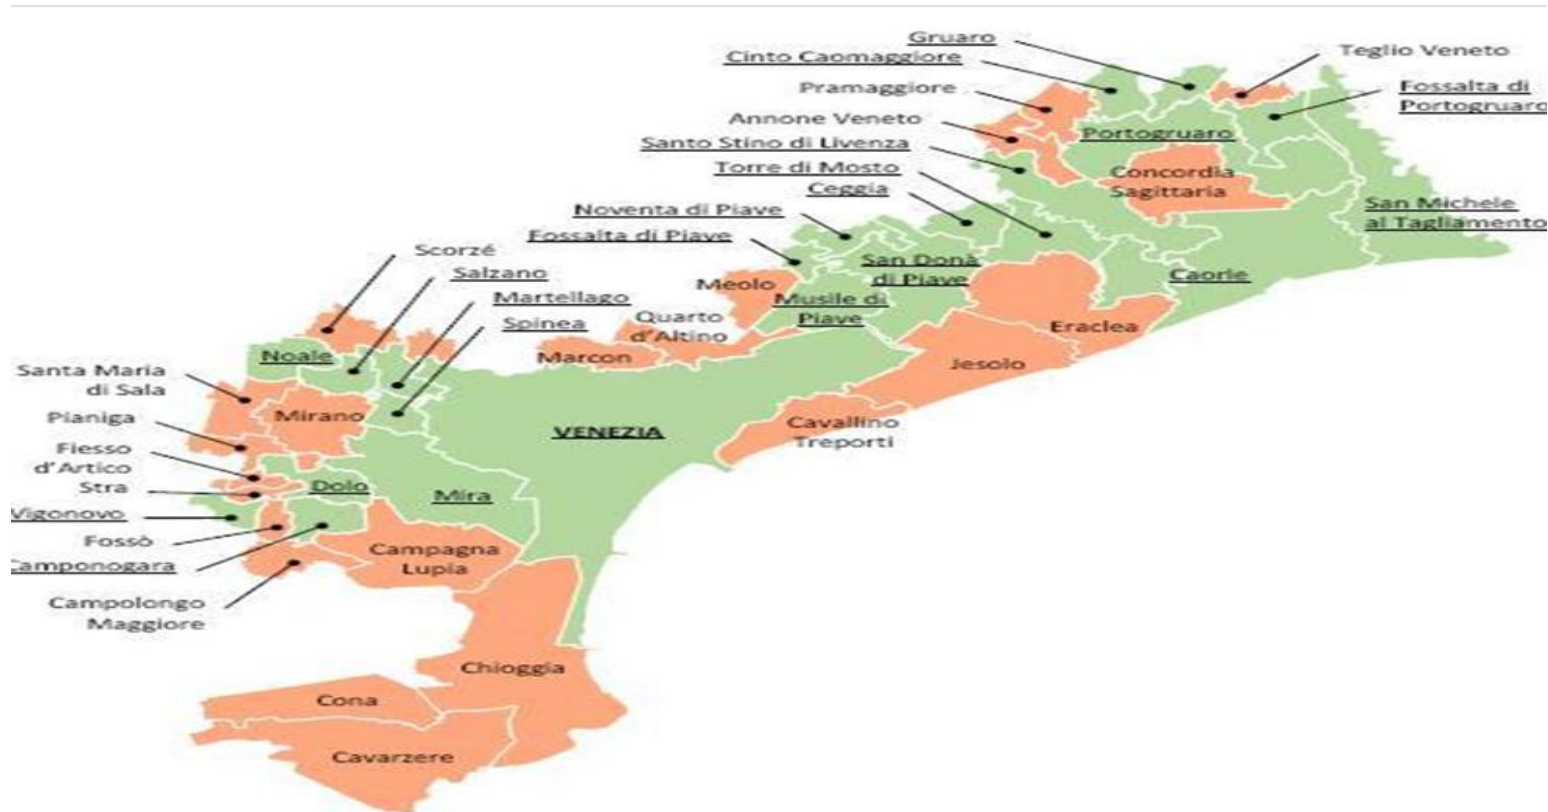 Gruaro
Cinto Caomaggiore
Teglio Veneto
Pramaggiore
Fossalta di
Portogruaro
Annone Veneto
Portogruaro
Santo Stino di Livenza
Torre di Mosto
Concordia
Sagittaria
Ceggia
San Michele
al Tagliamento
Noventa di Piave
Fossalta di Piave
Scorzé
San Donà
di Piave
Salzano
Caorle
Meolo
Martellago
Musile di
Piave
Quarto
d'Altino
Spinea
Eraclea
Noale
Marcon
Jesolo
Santa Maria
di Sala
Pianiga
Mirano
Cavallino
Treporti
VENEZIA
Fiesso
d'Artico
Stra
Dolo
Mira
Vigonovo
Fossò
Campagna
Lupia
Camponogara
Campolongo
Maggiore
Chioggia
Cona
Cavarzere